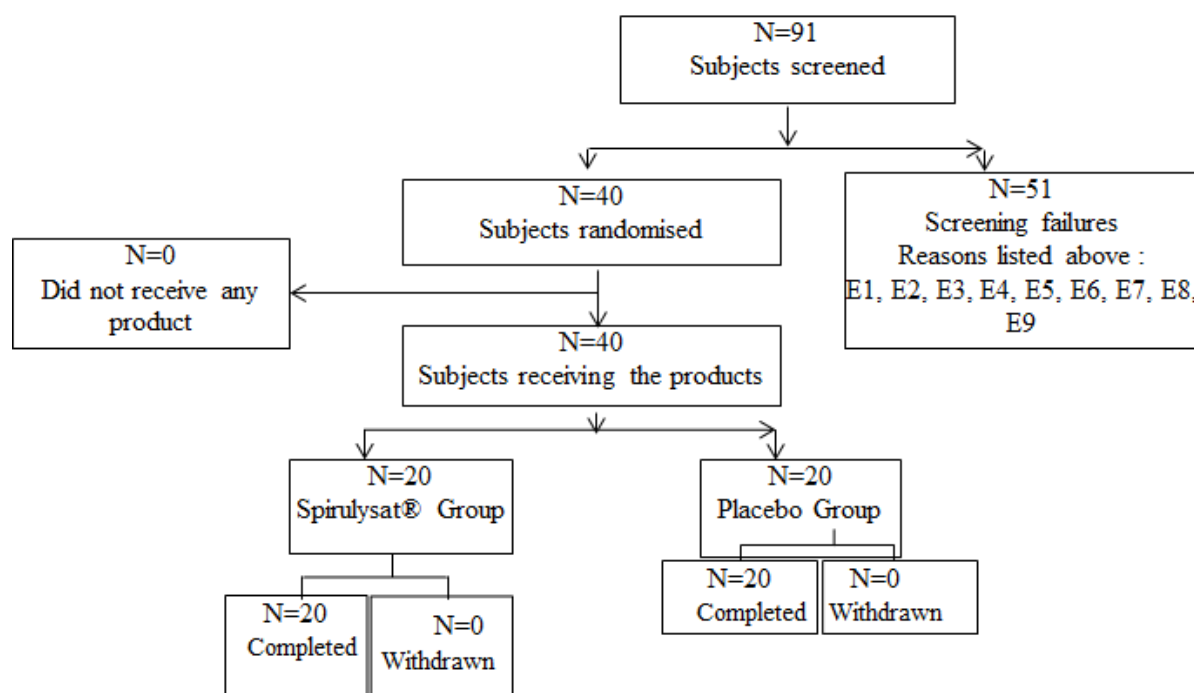 N=91
Subjects screened
N=40
Subjects randomised
N=51
Screening failures
Reasons listed above :
E1, E2, E3, E4, E5, E6, E7, E8,
E9
N=0
Did not receive any
product
N=40
Subjects receiving the products
N=20
Spirulysat® Group
N=20
Placebo Group
N=20
Completed
N=0
Withdrawn
N=20
Completed
N=0
Withdrawn